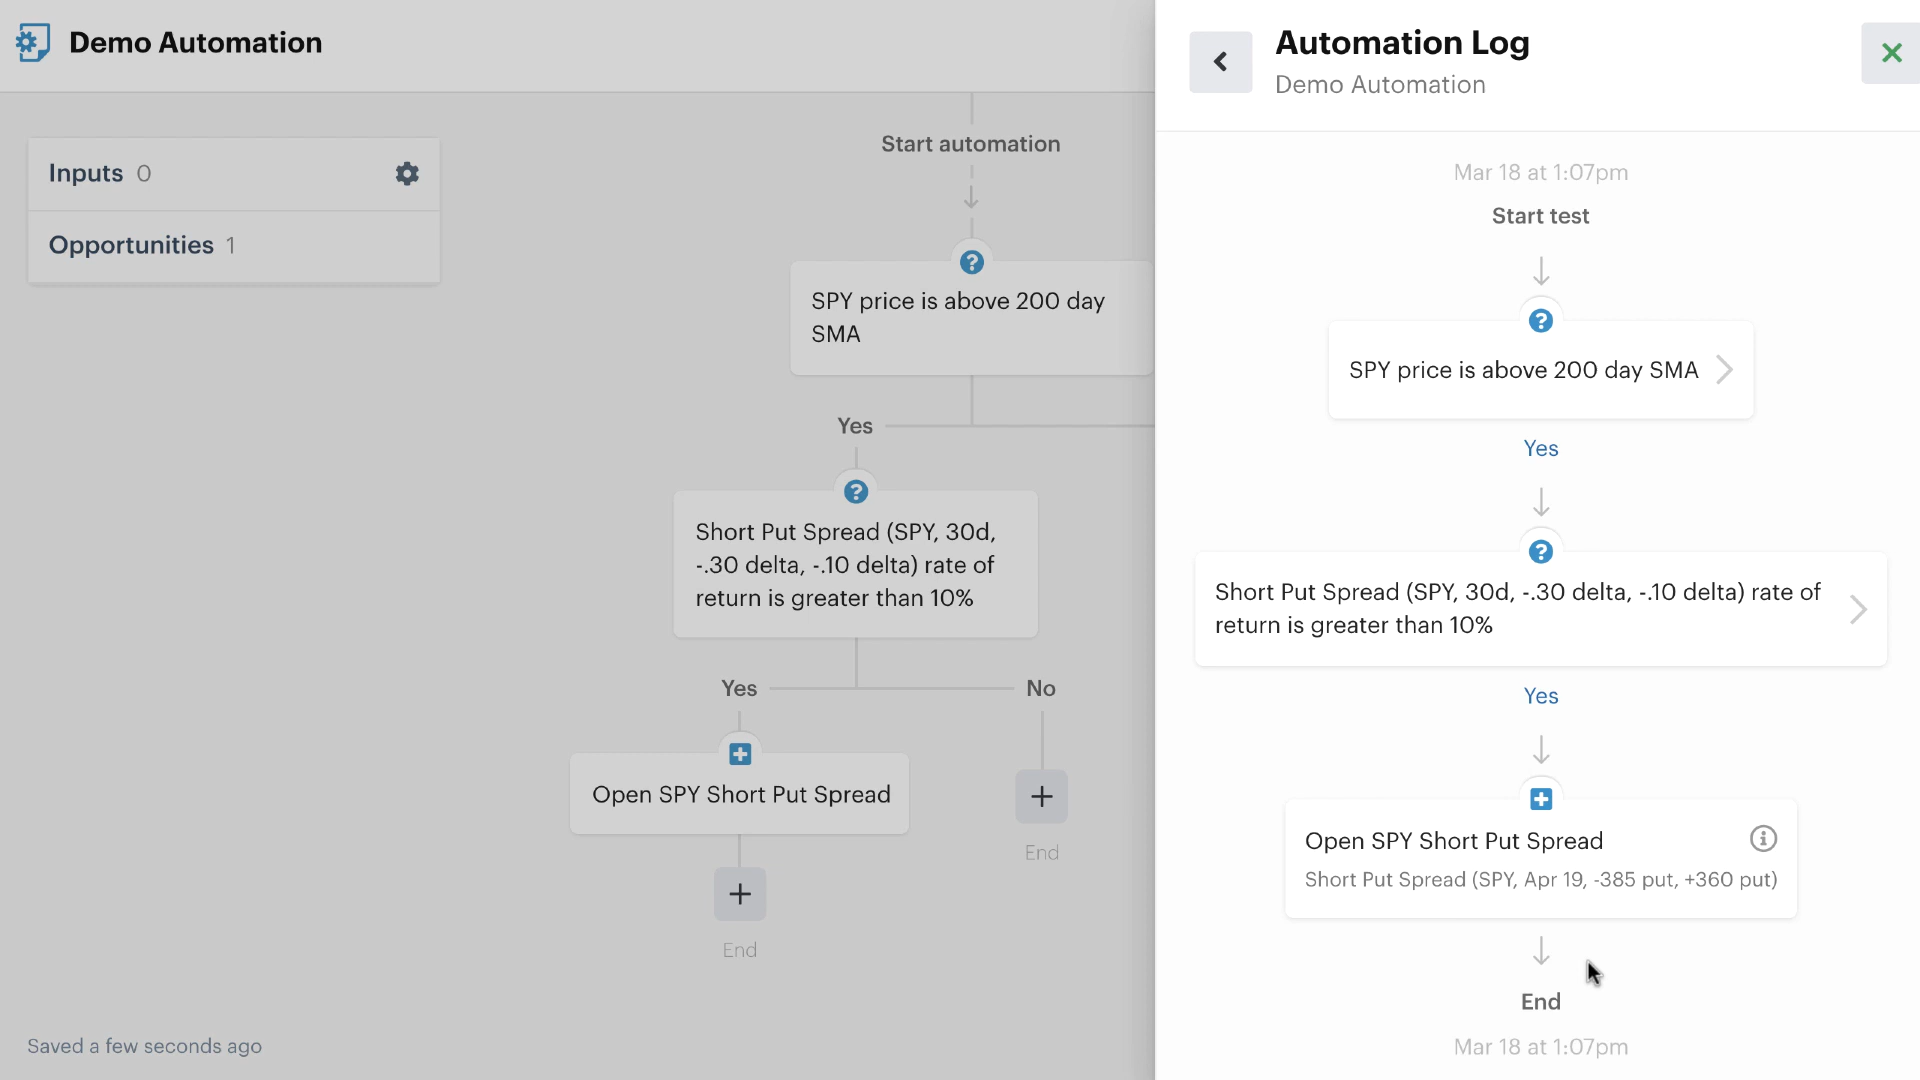 Demo Automation
Inputs 0
Opportunities 1
Start automation
SPY price is above 200 day
SMA
Yes
Short Put Spread (SPY, 30d,
-.30 delta, -.10 delta) rate of
return is greater than 10%
Yes
No
Open SPY Short Put Spread
End
End
Saved a few seconds ago
Automation Log
Demo Automation
Mar 18 at 1:07pm
Start test
SPY price is above 200 day SMA
Yes
Short Put Spread (SPY, 30d, -.30 delta, -.10 delta) rate of
return is greater than 10%
Yes
Open SPY Short Put Spread
Short Put Spread (SPY, Apr 19, -385 put, +360 put)
End
Mar 18 at 1:07pm